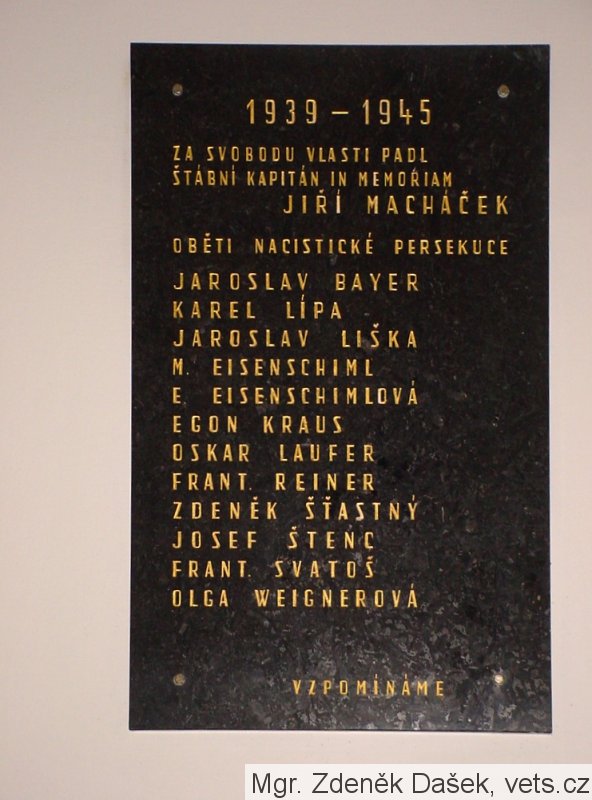 1939 – 1945
ZA SVOBODU VLASTI PADL
ŠTÁBNÍ KAPITÁN IN MEMORIAM
JIŘÍ MACHÁČEK
OBĚTI NACISTICKÉ PERSEKUCE
JAROSLAV BAYER
KAREL LÍPA
JAROSLAV LIŠKA
M. EISENSCHIML
E. EISENSCHIMLOVÁ
EGON KRAUS
OSKAR LAUFER
FRANT. REINER
ZDENĚK ŠŤASTNÝ
JOSEF ŠTENC
FRANT. SVATOŠ
OLGA WEIGNEROVÁ
VZPOMÍNÁME
Mgr. Zdeněk Dašek, vets.cz